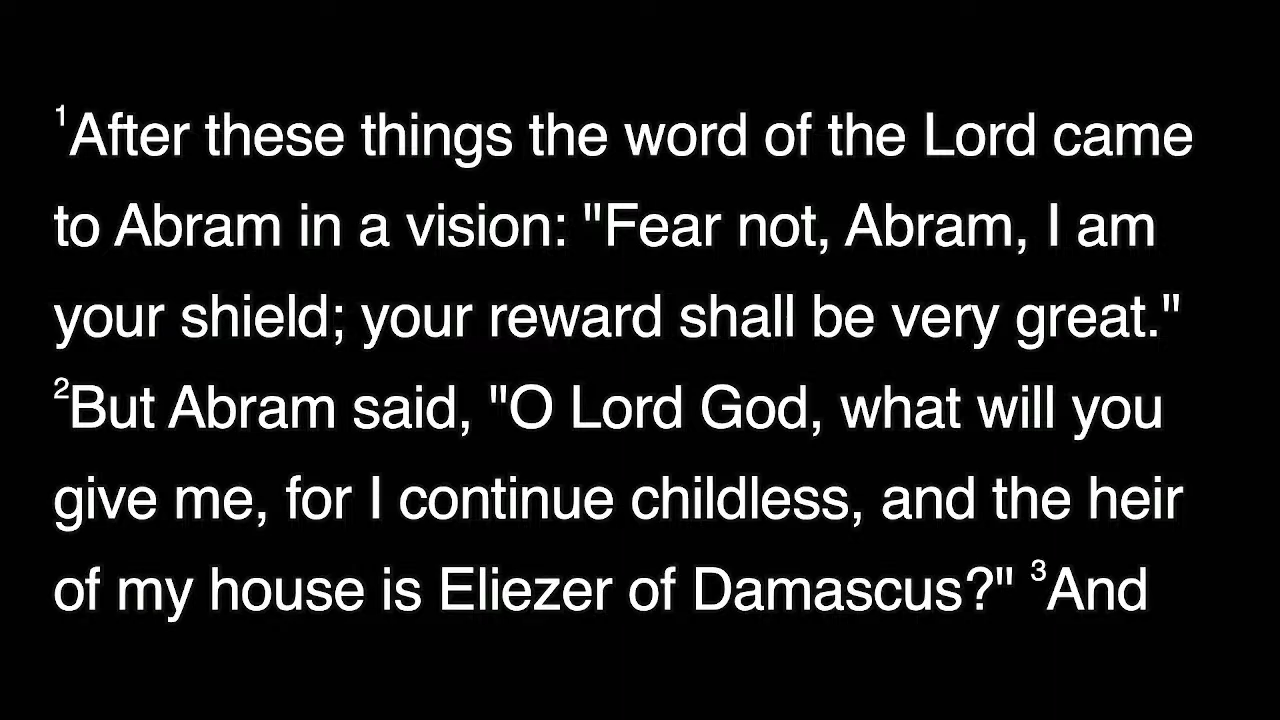 ¹After these things the word of the Lord came
to Abram in a vision: "Fear not, Abram, I am
your shield; your reward shall be very great."
²But Abram said, "O Lord God, what will you
give me, for I continue childless, and the heir
of my house is Eliezer of Damascus?" ³And